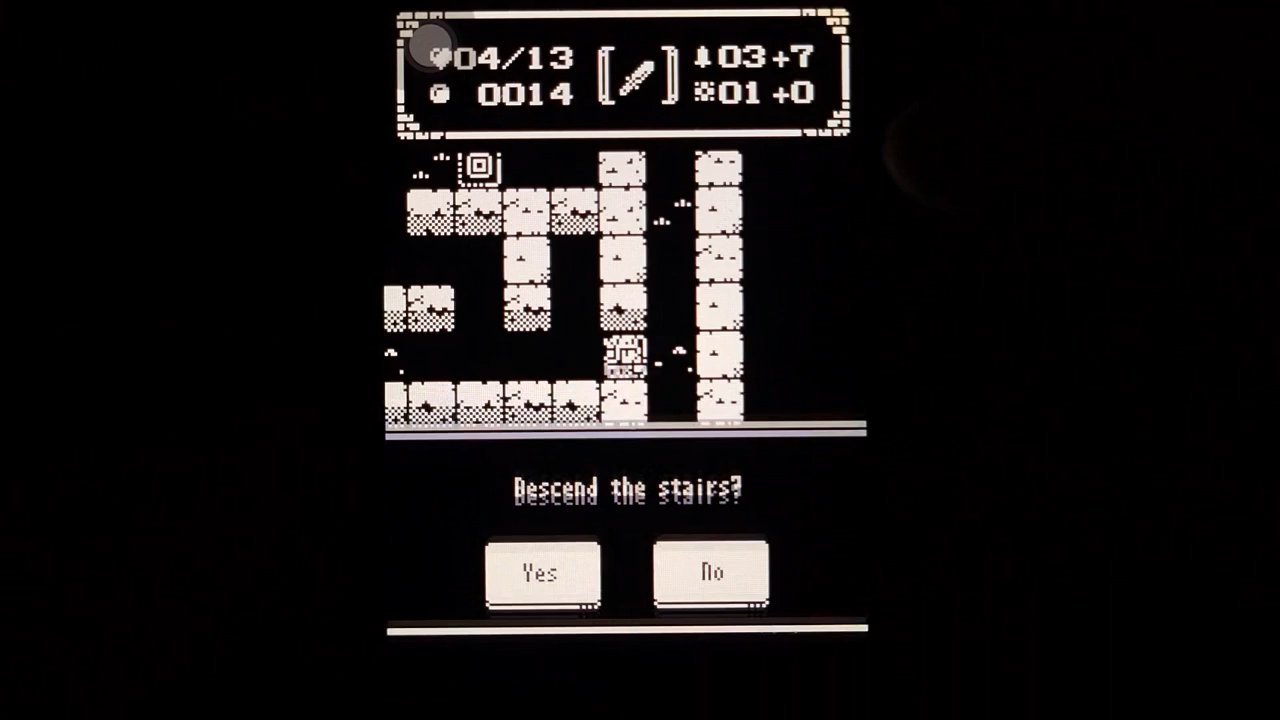 04/13 03+7
0014 01+0
Descend the stairs?
Yes No